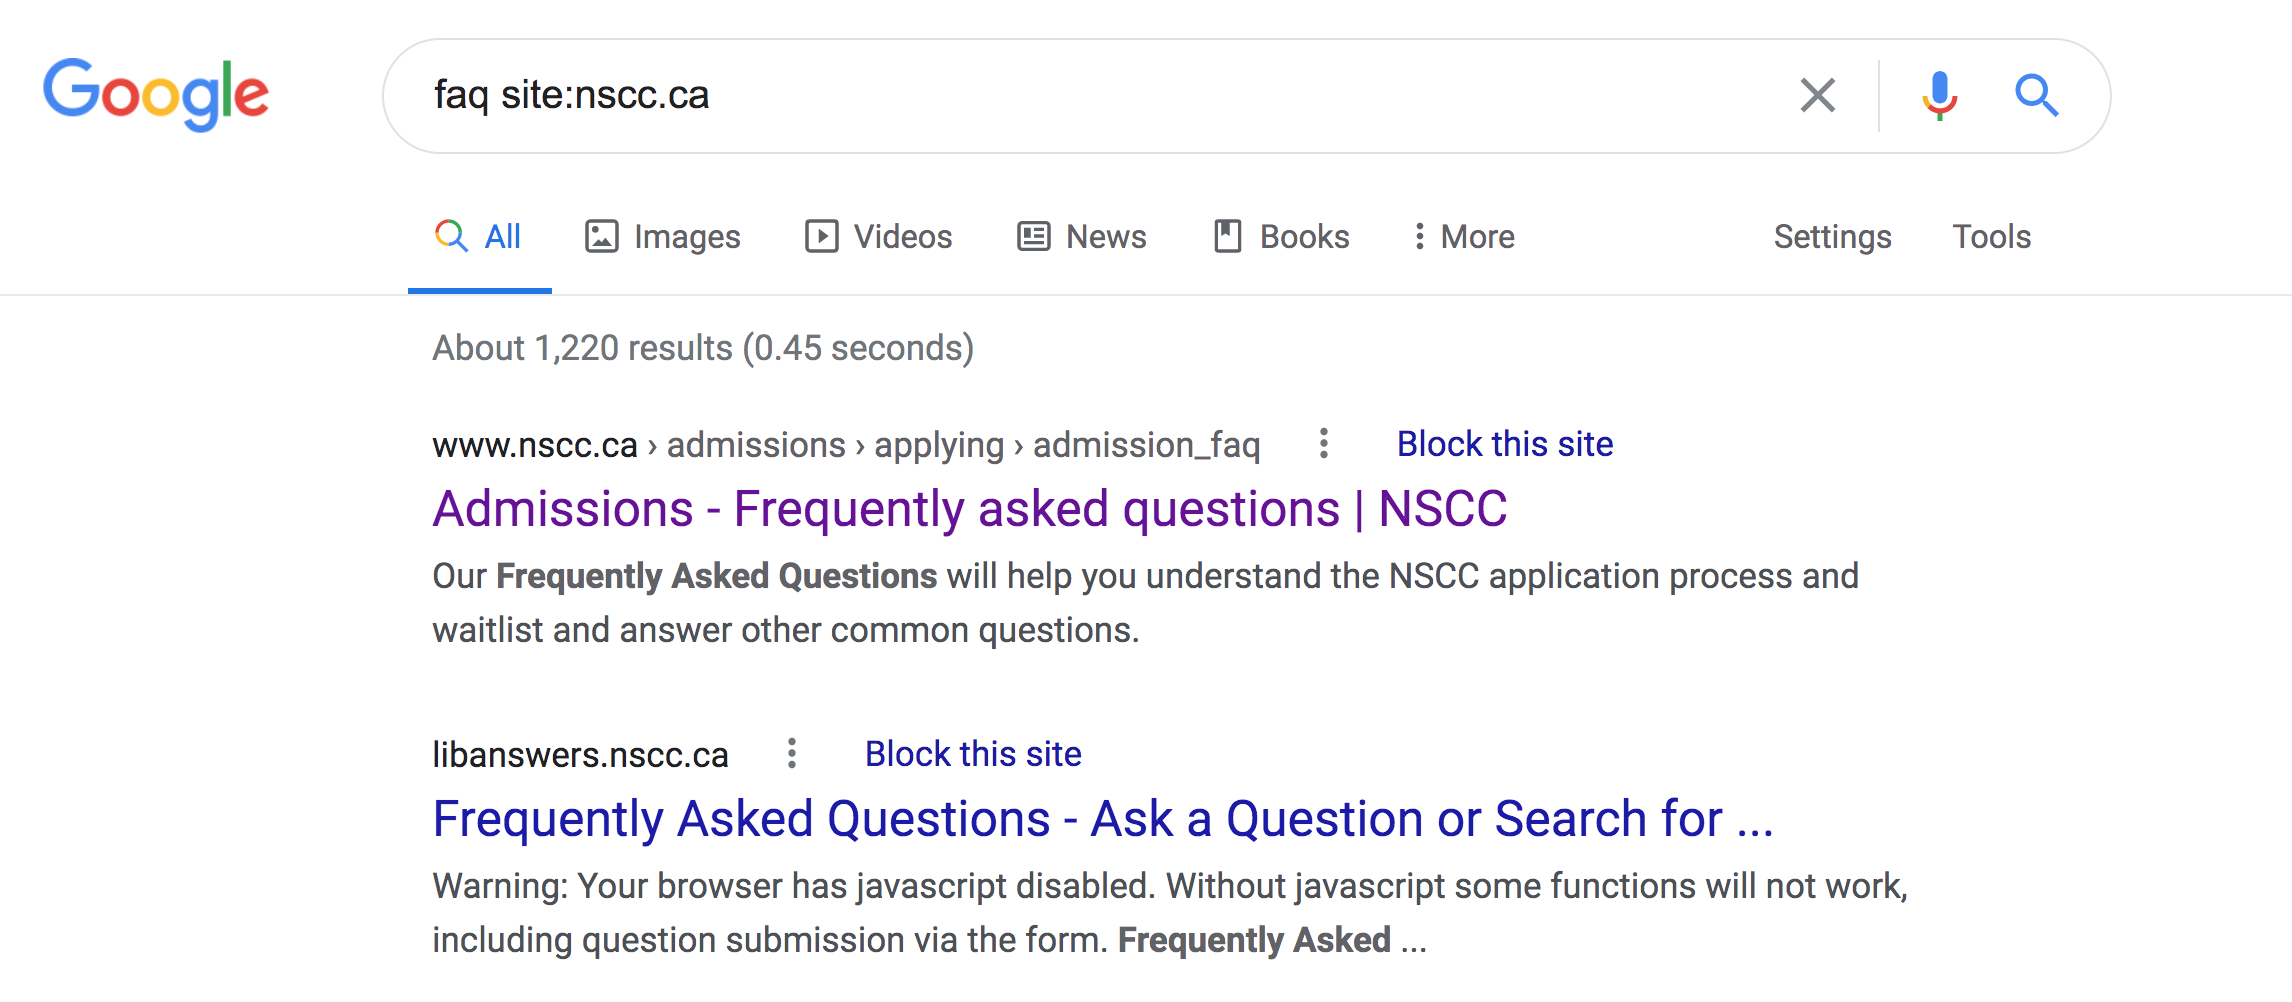 Google
faq site:nscc.ca
All Images Videos News Books More Settings Tools
About 1,220 results (0.45 seconds)
www.nscc.ca › admissions › applying › admission_faq Block this site
Admissions - Frequently asked questions | NSCC
Our Frequently Asked Questions will help you understand the NSCC application process and
waitlist and answer other common questions.
libanswers.nscc.ca Block this site
Frequently Asked Questions - Ask a Question or Search for ...
Warning: Your browser has javascript disabled. Without javascript some functions will not work,
including question submission via the form. Frequently Asked ...